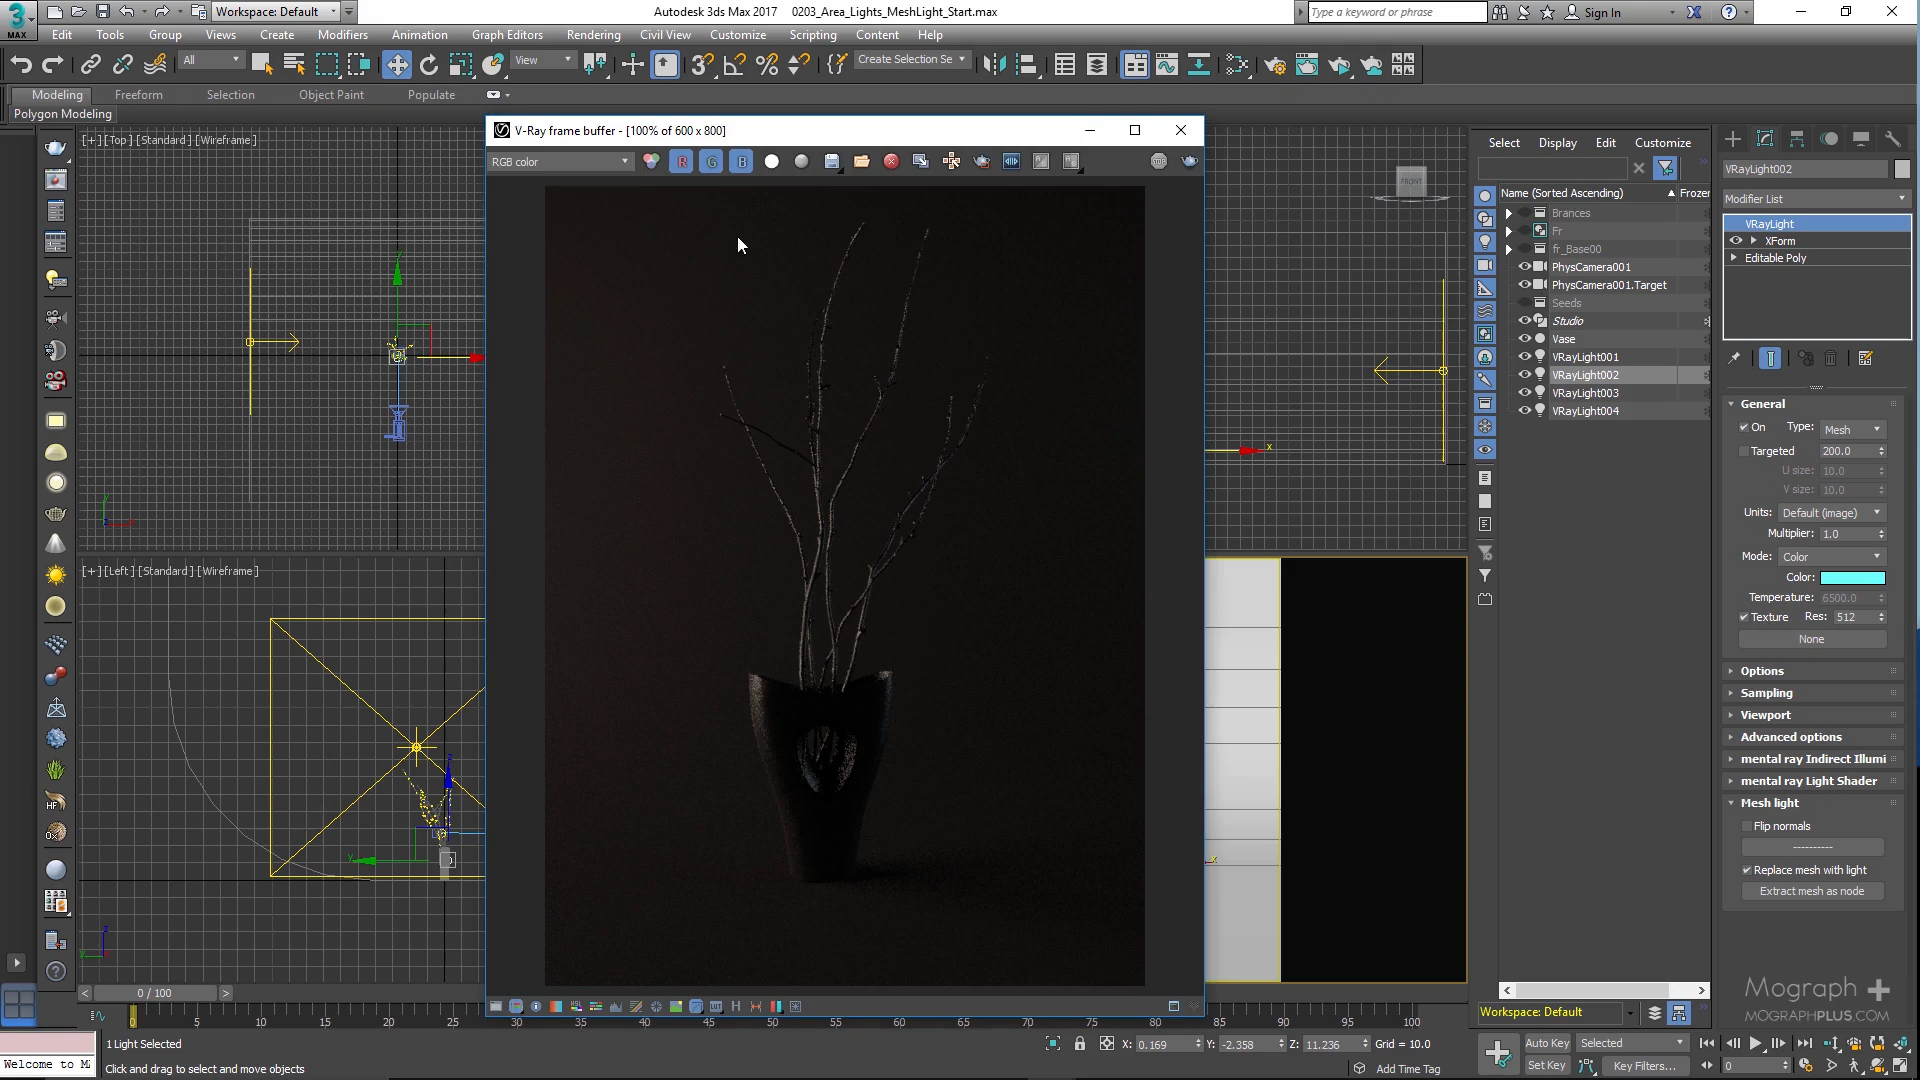 Workspace: Default
Autodesk 3ds Max 2017    0203_Area_Lights_MeshLight_Start.max
Type a keyword or phrase
Sign In
MAX
Edit Tools Group Views Create Modifiers Animation Graph Editors Rendering Civil View Customize Scripting Content Help
All
View
Create Selection Se
Modeling Freeform Selection Object Paint Populate
Polygon Modeling
[+] [Top] [Standard] [Wireframe]
V-Ray frame buffer - [100% of 600 x 800]
RGB color
R G B
STOP
FRONT
x
[+] [Left] [Standard] [Wireframe]
HF
Select Display Edit Customize
Name (Sorted Ascending) Frozen
Brances
Fr
fr_Base00
PhysCamera001
PhysCamera001.Target
Seeds
Studio
Vase
VRayLight001
VRayLight002
VRayLight003
VRayLight004
VRayLight002
Modifier List
VRayLight
XForm
Editable Poly
General
On Type: Mesh
Targeted 200.0
U size: 10.0
V size: 10.0
Units: Default (image)
Multiplier: 1.0
Mode: Color
Color:
Temperature: 6500.0
Texture Res: 512
None
Options
Sampling
Viewport
Advanced options
mental ray Indirect Illumi
mental ray Light Shader
Mesh light
Flip normals
----------
Replace mesh with light
Extract mesh as node
Mograph +
MOGRAPHPLUS.COM
Workspace: Default
< 0 / 100 >
0 5 10 15 20 25 30 35 40 45 50 55 60 65 70 75 80 85 90 95 100
1 Light Selected
X: 0.169 Y: -2.358 Z: 11.236 Grid = 10.0
Auto Key Selected
Welcome to M
Click and drag to select and move objects
Add Time Tag
Set Key Key Filters...
0